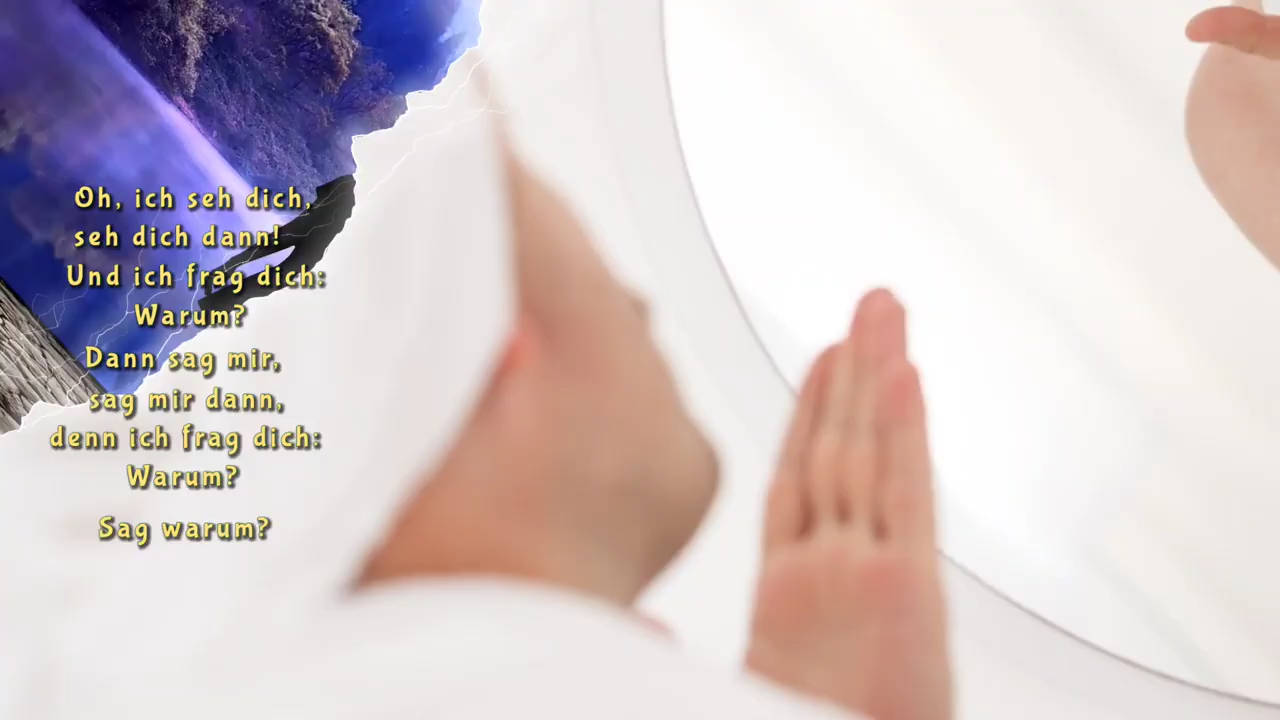 Oh, ich seh dich,
seh dich dann!
Und ich frag dich:
Warum?
Dann sag mir,
sag mir dann,
denn ich frag dich:
Warum?
Sag warum?